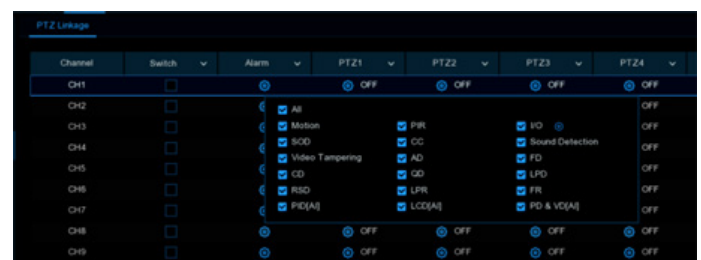 PTZ Linkage
Channel Switch Alarm PTZ1 PTZ2 PTZ3 PTZ4
CH1 OFF OFF OFF OFF
CH2 All OFF
CH3 Motion PIR I/O OFF
CH4 SOD CC Sound Detection OFF
Video Tampering AD FD
CH5 CD QD LPD OFF
CH6 RSD LPR FR OFF
CH7 PID[AI] LCD[AI] PD & VD[AI] OFF
CH8 OFF OFF OFF OFF
CH9 OFF OFF OFF OFF